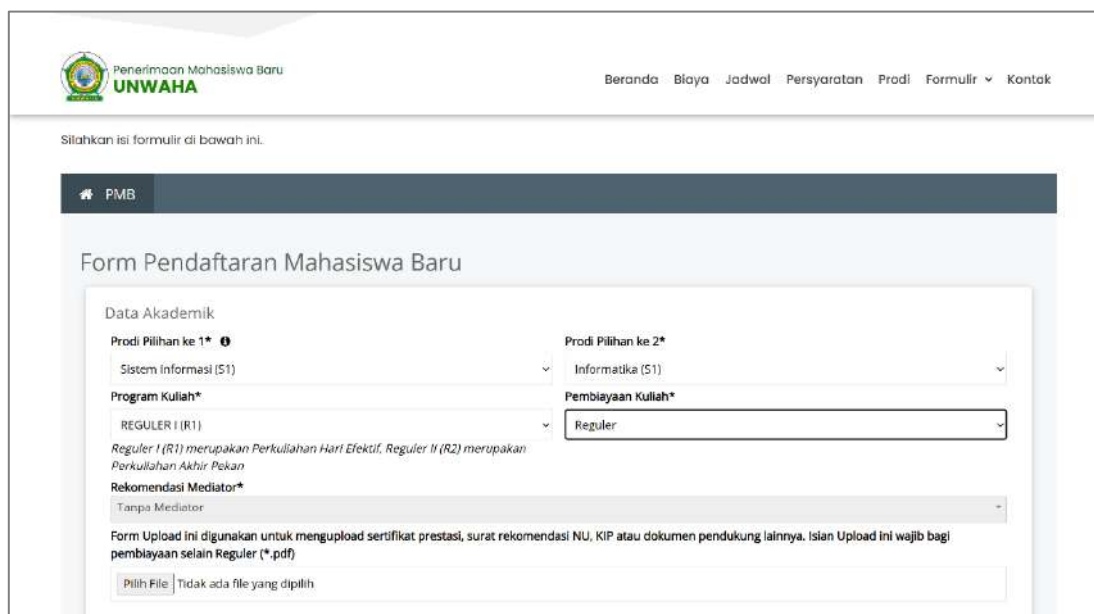 Penerimaan Mahasiswa Baru
UNWAHA
Beranda Biaya Jadwal Persyaratan Prodi Formulir Kontak
Silahkan isi formulir di bawah ini.
PMB
Form Pendaftaran Mahasiswa Baru
Data Akademik
Prodi Pilihan ke 1*
Prodi Pilihan ke 2*
Sistem Informasi (S1)
Informatika (S1)
Program Kuliah*
Pembiayaan Kuliah*
REGULER I (R1)
Reguler
Reguler I (R1) merupakan Perkuliahan Hari Efektif, Reguler II (R2) merupakan
Perkuliahan Akhir Pekan
Rekomendasi Mediator*
Tanpa Mediator
Form Upload ini digunakan untuk mengupload sertifikat prestasi, surat rekomendasi NU, KIP atau dokumen pendukung lainnya. Isian Upload ini wajib bagi
pembiayaan selain Reguler (*.pdf)
Pilih File Tidak ada file yang dipilih